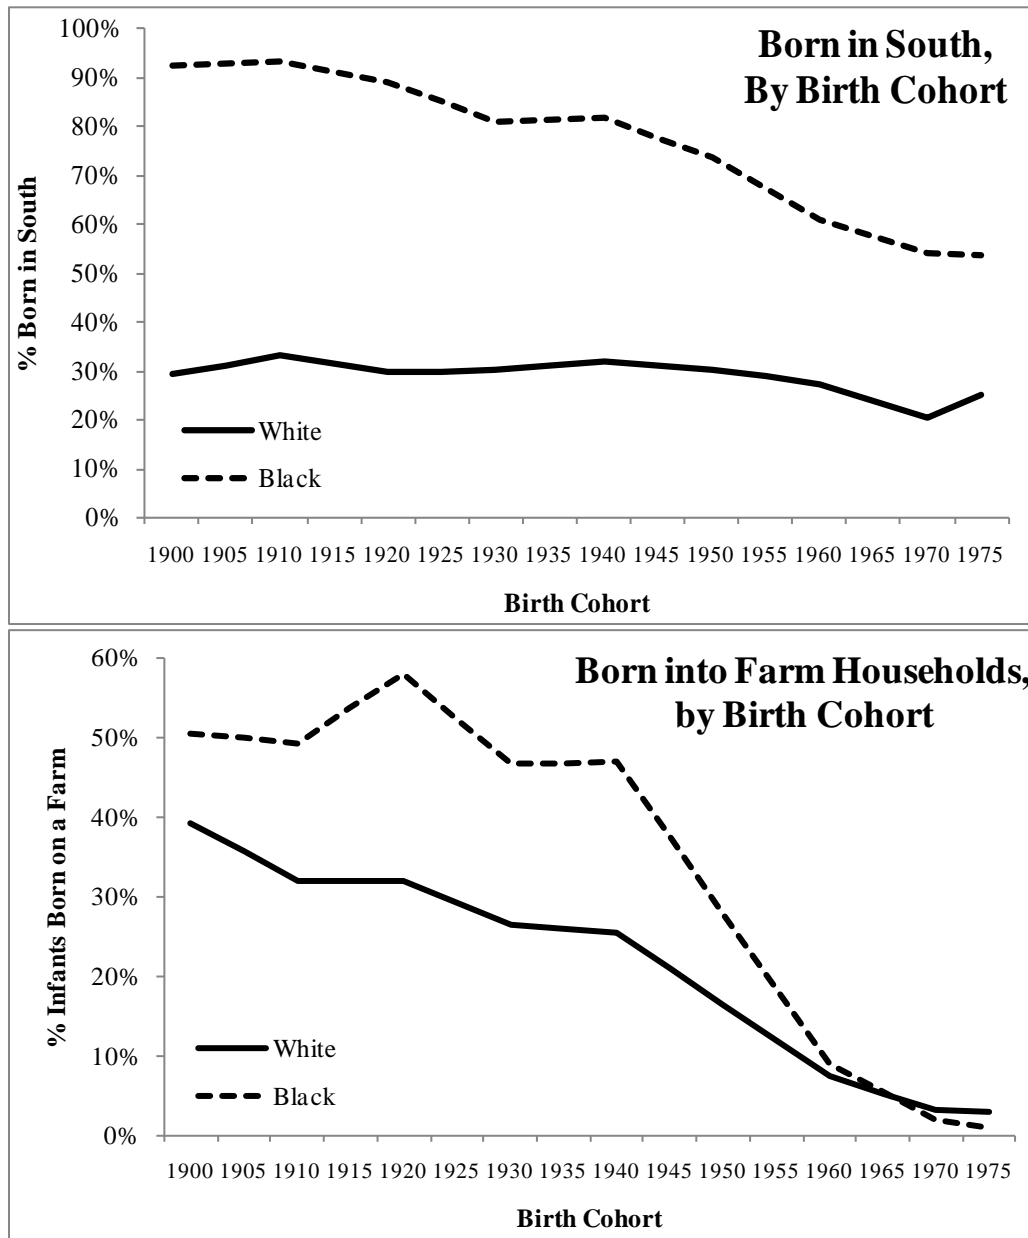 Born in South,
By Birth Cohort
100%
90%
80%
70%
60%
50%
40%
30%
20%
10%
0%
% Born in South
White
Black
1900 1905 1910 1915 1920 1925 1930 1935 1940 1945 1950 1955 1960 1965 1970 1975
Birth Cohort
Born into Farm Households,
by Birth Cohort
60%
50%
40%
30%
20%
10%
0%
% Infants Born on a Farm
White
Black
1900 1905 1910 1915 1920 1925 1930 1935 1940 1945 1950 1955 1960 1965 1970 1975
Birth Cohort